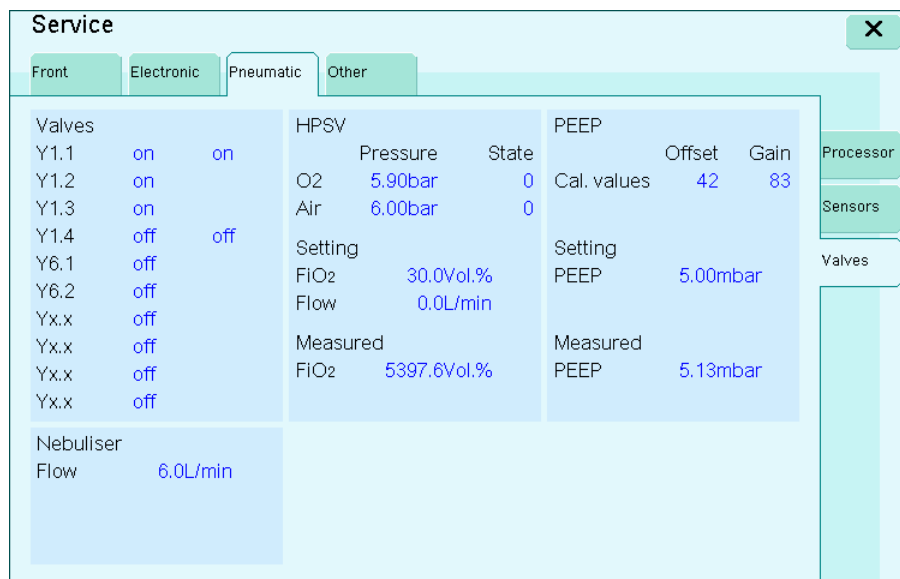 Service
X
Front Electronic Pneumatic Other
Valves
Y1.1 on on
Y1.2 on
Y1.3 on
Y1.4 off off
Y6.1 off
Y6.2 off
Yx.x off
Yx.x off
Yx.x off
Yx.x off
Nebuliser
Flow 6.0L/min
HPSV
Pressure State
O2 5.90bar 0
Air 6.00bar 0
Setting
FiO2 30.0Vol.%
Flow 0.0L/min
Measured
FiO2 5397.6Vol.%
PEEP
Offset Gain
Cal. values 42 83
Setting
PEEP 5.00mbar
Measured
PEEP 5.13mbar
Processor
Sensors
Valves